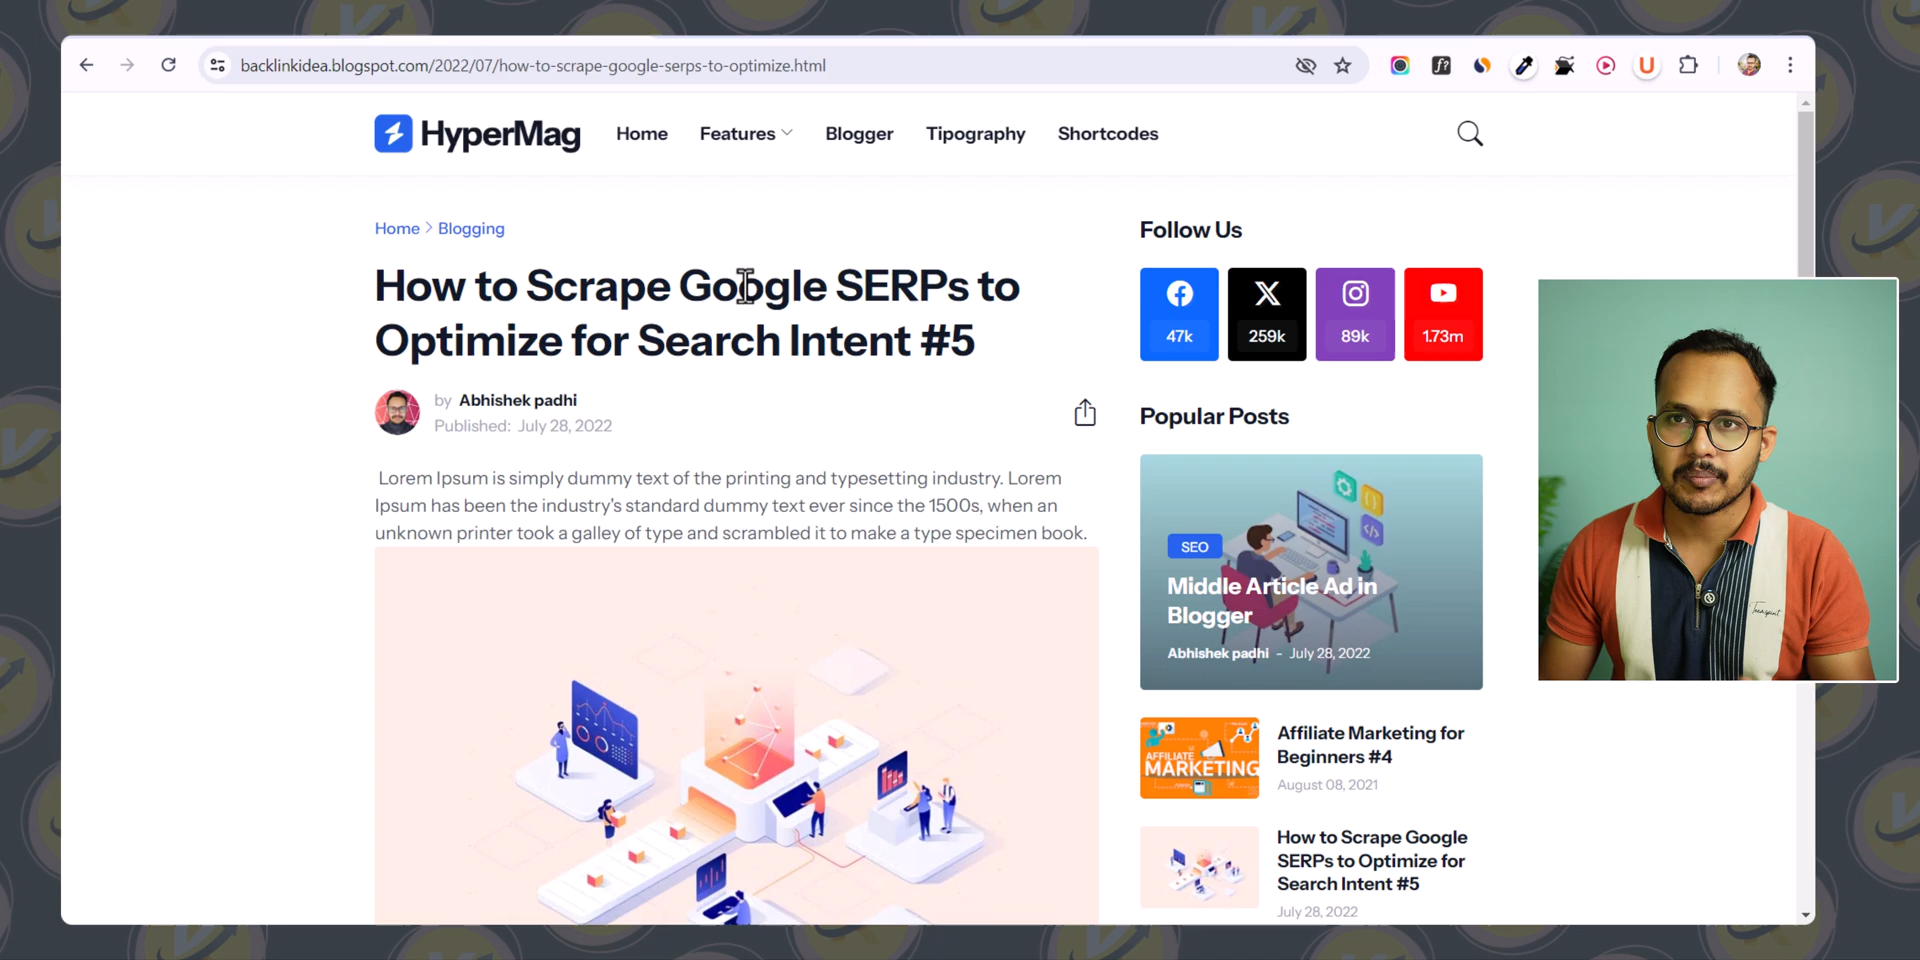 backlinkidea.blogspot.com/2022/07/how-to-scrape-google-serps-to-optimize.html
f?
U
HyperMag
Home
Features
Blogger
Tipography
Shortcodes
Home > Blogging
How to Scrape Google SERPs to
Optimize for Search Intent #5
by Abhishek padhi
Published: July 28, 2022
Lorem Ipsum is simply dummy text of the printing and typesetting industry. Lorem
Ipsum has been the industry's standard dummy text ever since the 1500s, when an
unknown printer took a galley of type and scrambled it to make a type specimen book.
Follow Us
47k
259k
89k
1.73m
Popular Posts
SEO
Middle Article Ad in
Blogger
Abhishek padhi - July 28, 2022
AFFILIATE
MARKETING
Affiliate Marketing for
Beginners #4
August 08, 2021
How to Scrape Google
SERPs to Optimize for
Search Intent #5
July 28, 2022